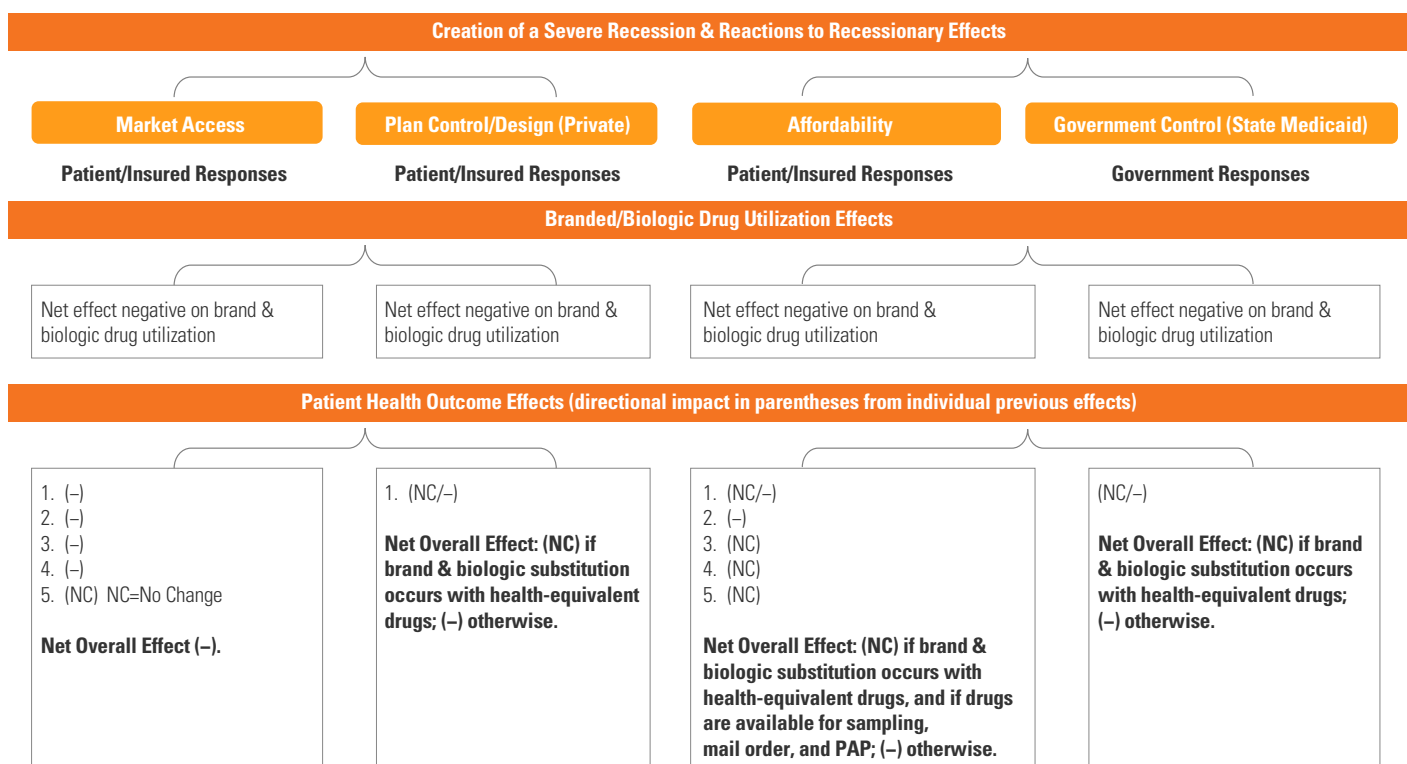 Creation of a Severe Recession & Reactions to Recessionary Effects
Market Access
Plan Control/Design (Private)
Affordability
Government Control (State Medicaid)
Patient/Insured Responses
Patient/Insured Responses
Patient/Insured Responses
Government Responses
Branded/Biologic Drug Utilization Effects
Net effect negative on brand &
biologic drug utilization
Net effect negative on brand &
biologic drug utilization
Net effect negative on brand &
biologic drug utilization
Net effect negative on brand &
biologic drug utilization
Patient Health Outcome Effects (directional impact in parentheses from individual previous effects)
1. (–)
2. (–)
3. (–)
4. (–)
5. (NC) NC=No Change
Net Overall Effect (–).
1. (NC/–)
Net Overall Effect: (NC) if
brand & biologic substitution
occurs with health-equivalent
drugs; (–) otherwise.
1. (NC/–)
2. (–)
3. (NC)
4. (NC)
5. (NC)
Net Overall Effect: (NC) if brand &
biologic substitution occurs with
health-equivalent drugs, and if drugs
are available for sampling,
mail order, and PAP; (–) otherwise.
(NC/–)
Net Overall Effect: (NC) if brand
& biologic substitution occurs
with health-equivalent drugs;
(–) otherwise.